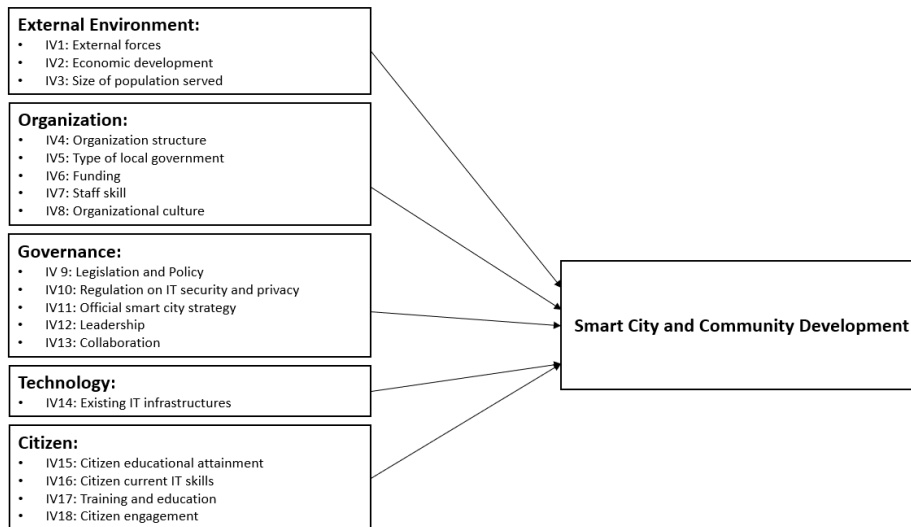 External Environment:
• IV1: External forces
• IV2: Economic development
• IV3: Size of population served
Organization:
• IV4: Organization structure
• IV5: Type of local government
• IV6: Funding
• IV7: Staff skill
• IV8: Organizational culture
Governance:
• IV 9: Legislation and Policy
• IV10: Regulation on IT security and privacy
• IV11: Official smart city strategy
• IV12: Leadership
• IV13: Collaboration
Technology:
• IV14: Existing IT infrastructures
Citizen:
• IV15: Citizen educational attainment
• IV16: Citizen current IT skills
• IV17: Training and education
• IV18: Citizen engagement
Smart City and Community Development